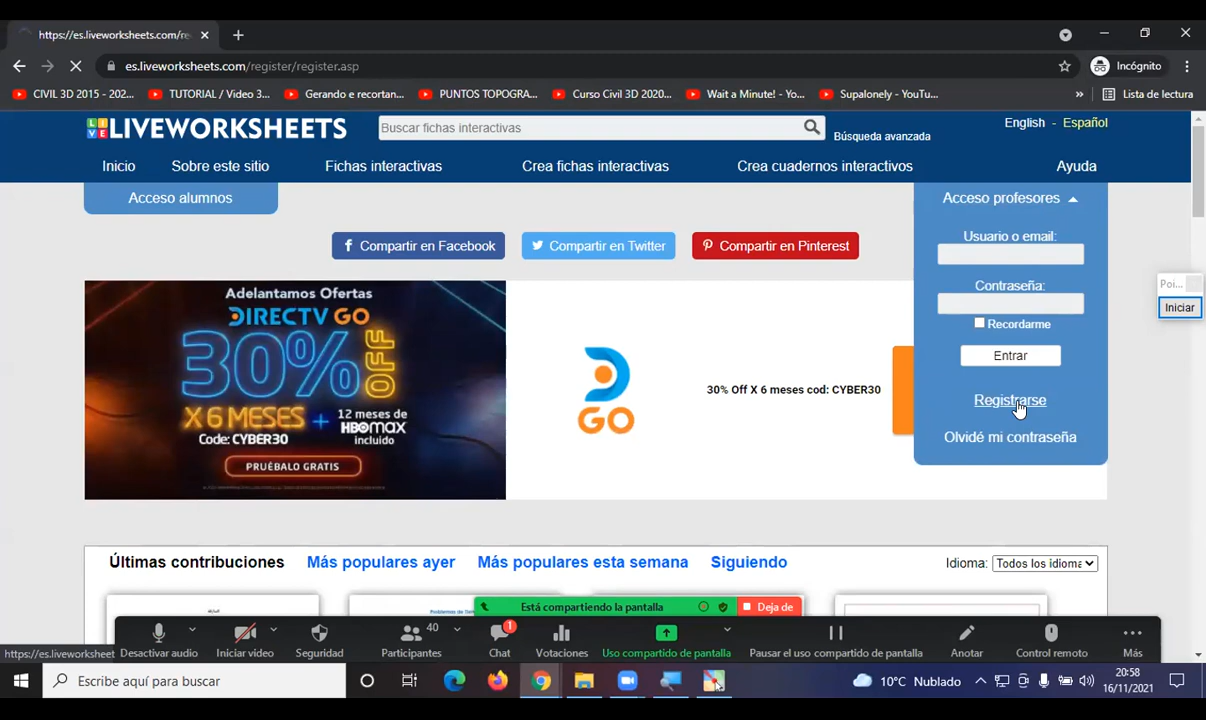 https://es.liveworksheets.com/re
es.liveworksheets.com/register/register.asp
Incógnito
CIVIL 3D 2015 - 202...
TUTORIAL / Video 3...
Gerando e recortan...
PUNTOS TOPOGRA...
Curso Civil 3D 2020...
Wait a Minute! - Yo...
Supalonely - YouTu...
»
Lista de lectura
LIVE
LIVEWORKSHEETS
Buscar fichas interactivas
Búsqueda avanzada
English - Español
Inicio
Sobre este sitio
Fichas interactivas
Crea fichas interactivas
Crea cuadernos interactivos
Ayuda
Acceso alumnos
Acceso profesores
Compartir en Facebook
Compartir en Twitter
Compartir en Pinterest
Usuario o email:
Contraseña:
Recordarme
Entrar
Registrarse
Olvidé mi contraseña
Poi...
Iniciar
Adelantamos Ofertas
DIRECTV GO
30% OFF
X 6 MESES + 12 meses de
Code: CYBER30 HBOMAX
incluido
PRUÉBALO GRATIS
GO
30% Off X 6 meses cod: CYBER30
Últimas contribuciones
Más populares ayer
Más populares esta semana
Siguiendo
Idioma: Todos los idioma
Está compartiendo la pantalla
Deja de
40
1
Desactivar audio
Iniciar video
Seguridad
Participantes
Chat
Votaciones
Uso compartido de pantalla
Pausar el uso compartido de pantalla
Anotar
Control remoto
Más
https://es.liveworksheet
Escribe aquí para buscar
10°C Nublado
20:58
16/11/2021